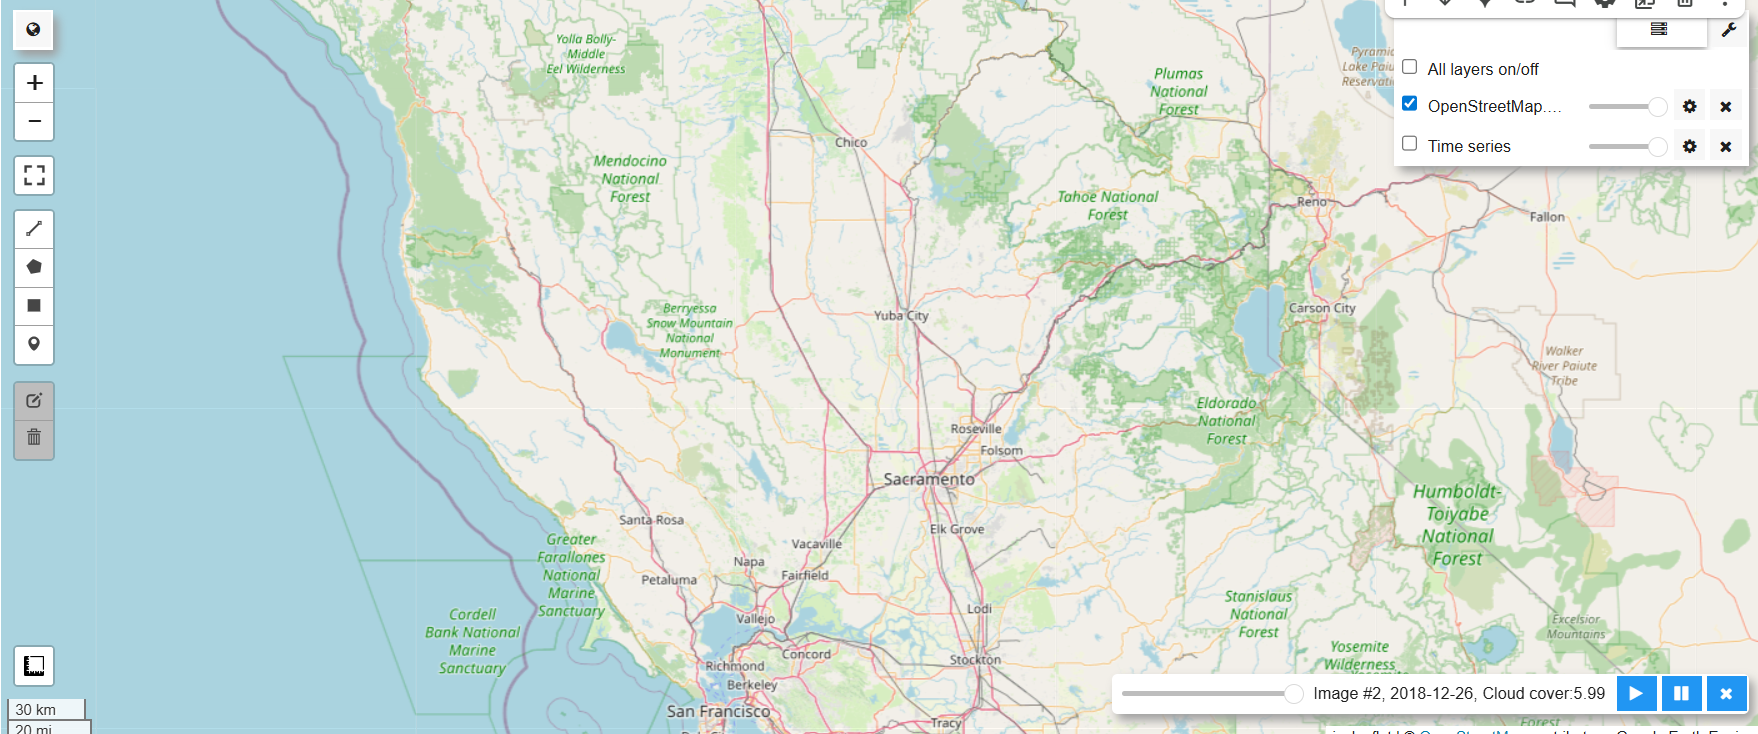 Yolla Bolly-
Middle
Eel Wilderness
Plumas
National
Forest
Lake
All layers on/off
OpenStreetMap....
Time series
Chico
Mendocino
National
Forest
Tahoe National
Forest
Reno
Fallon
Berryessa
Snow Mountain
National
Monument
Yuba City
Carson City
Walker
River Paiute
Tribe
Eldorado
National
Forest
Roseville
Folsom
Sacramento
Humboldt-
Toiyabe
National
Forest
Santa Rosa
Elk Grove
Vacaville
Greater
Farallones
National
Marine
Sanctuary
Napa
Fairfield
Petaluma
Cordell
Bank National
Marine
Sanctuary
Vallejo
Lodi
Stanislaus
National
Forest
Excelsior
Mountains
Yosemite
Wilderness
Concord
Stockton
Richmond
Berkeley
San Francisco
Tracy
Image #2, 2018-12-26, Cloud cover:5.99
30 km
20 mi